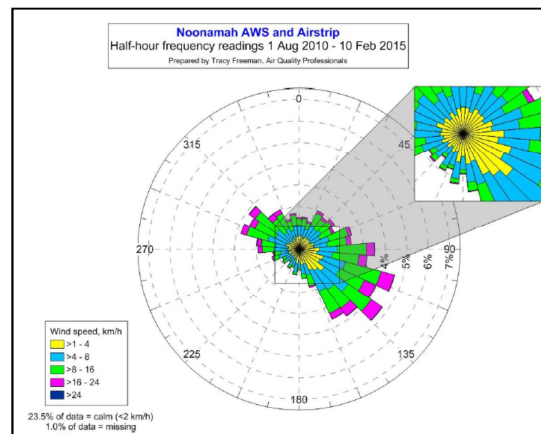 Noonamah AWS and Airstrip
Half-hour frequency readings 1 Aug 2010 - 10 Feb 2015
Prepared by Tracy Freeman, Air Quality Professionals
0
315
45
270
90
4%
5%
6%
7%
225
135
180
Wind speed, km/h
>1 - 4
>4 - 8
>8 - 16
>16 - 24
>24
23.5% of data = calm (<2 km/h)
1.0% of data = missing